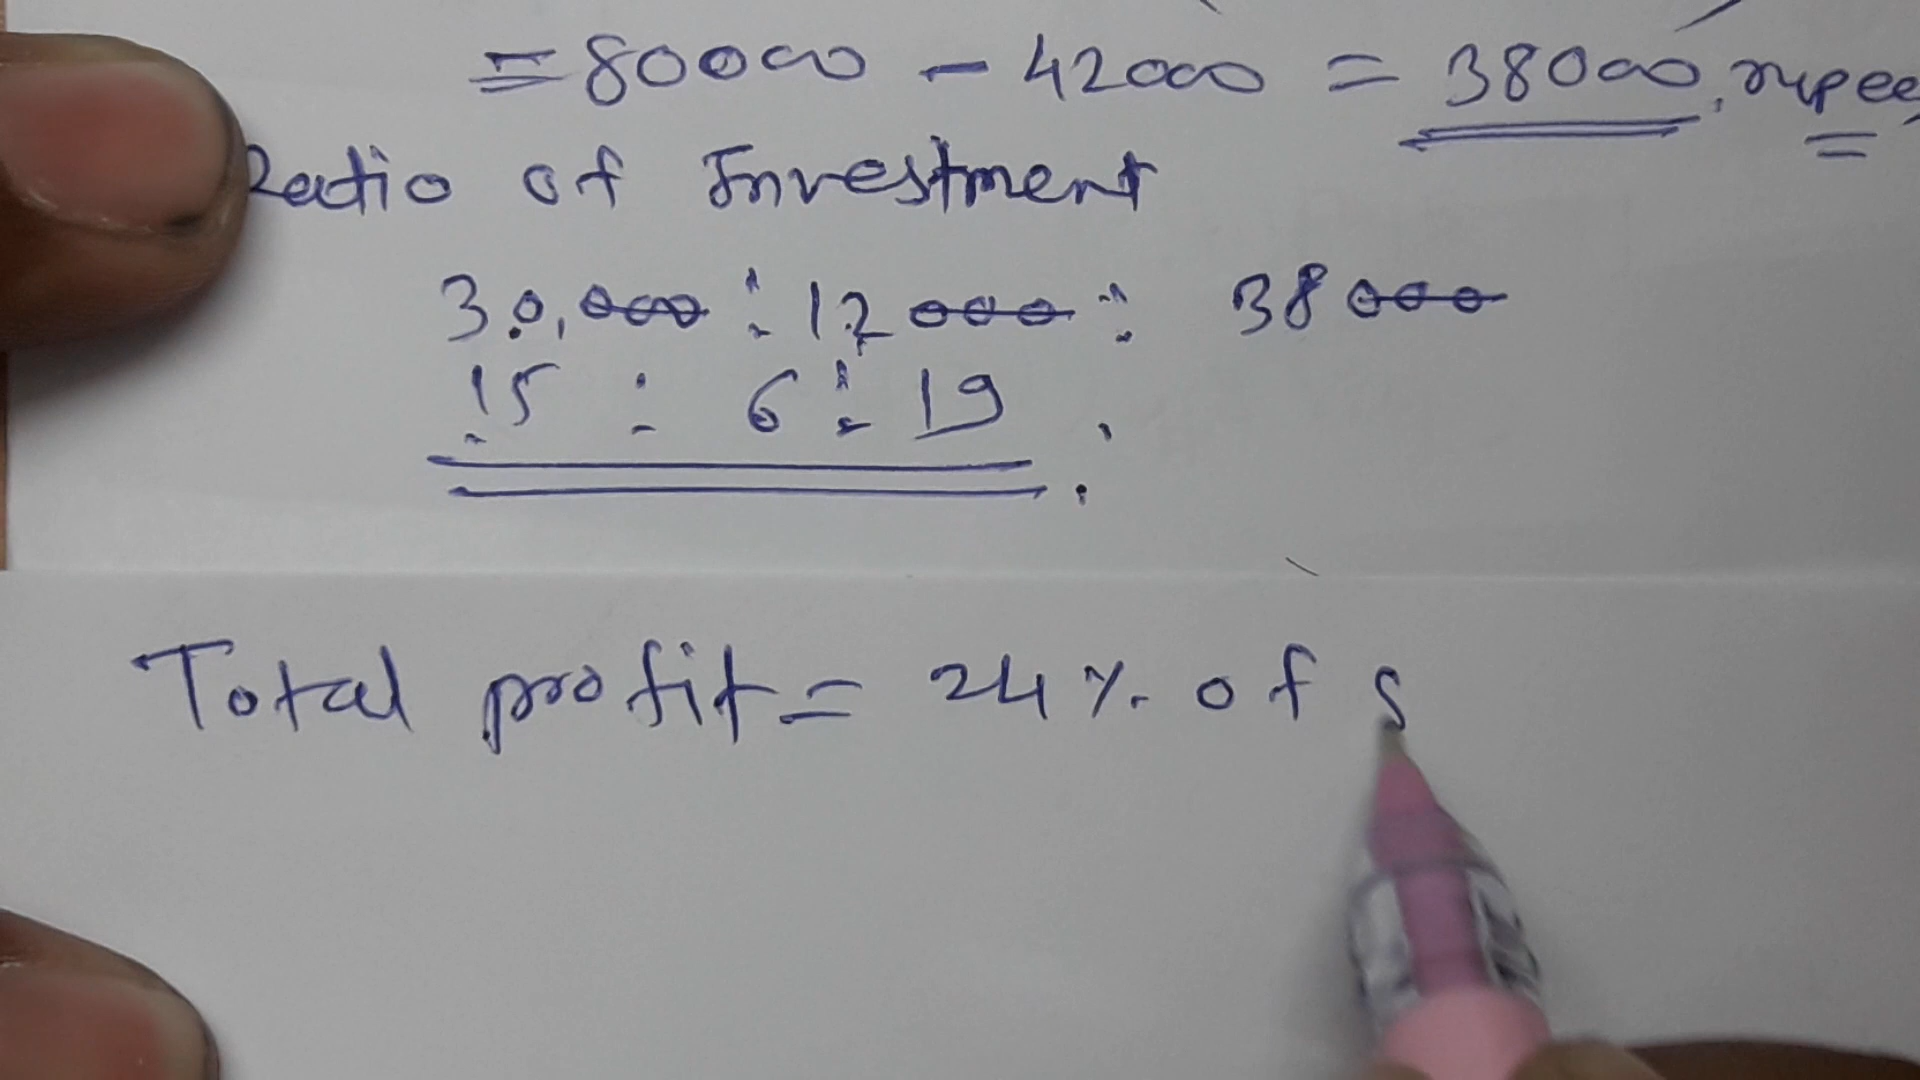 = 80000 - 42000 = 38000, rupee
Ratio of Investment
30,000 : 12000 : 38000
15 : 6 : 19
Total profit = 24% of s